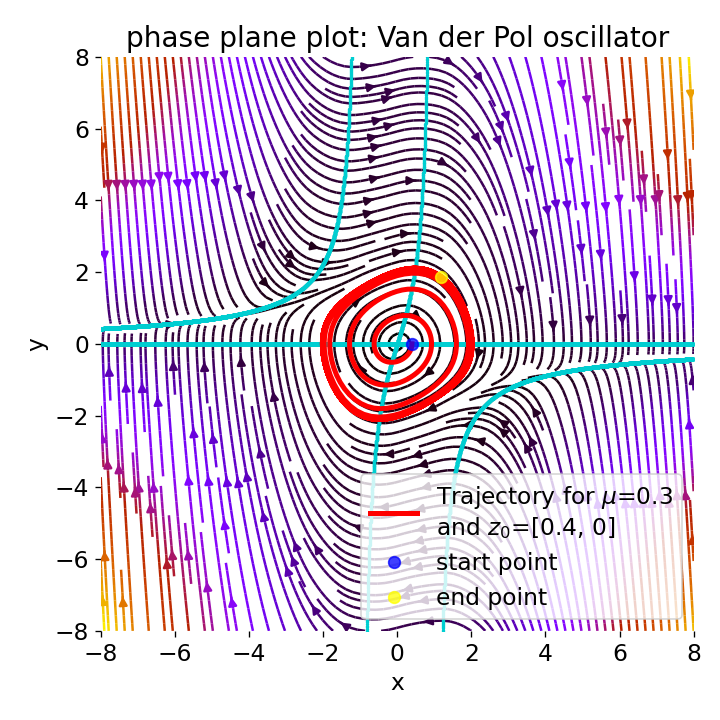 phase plane plot: Van der Pol oscillator
8
6
4
2
0
−2
−4
−6
−8
y
Trajectory for μ=0.3
and z₀=[0.4, 0]
start point
end point
−8 −6 −4 −2 0 2 4 6 8
x